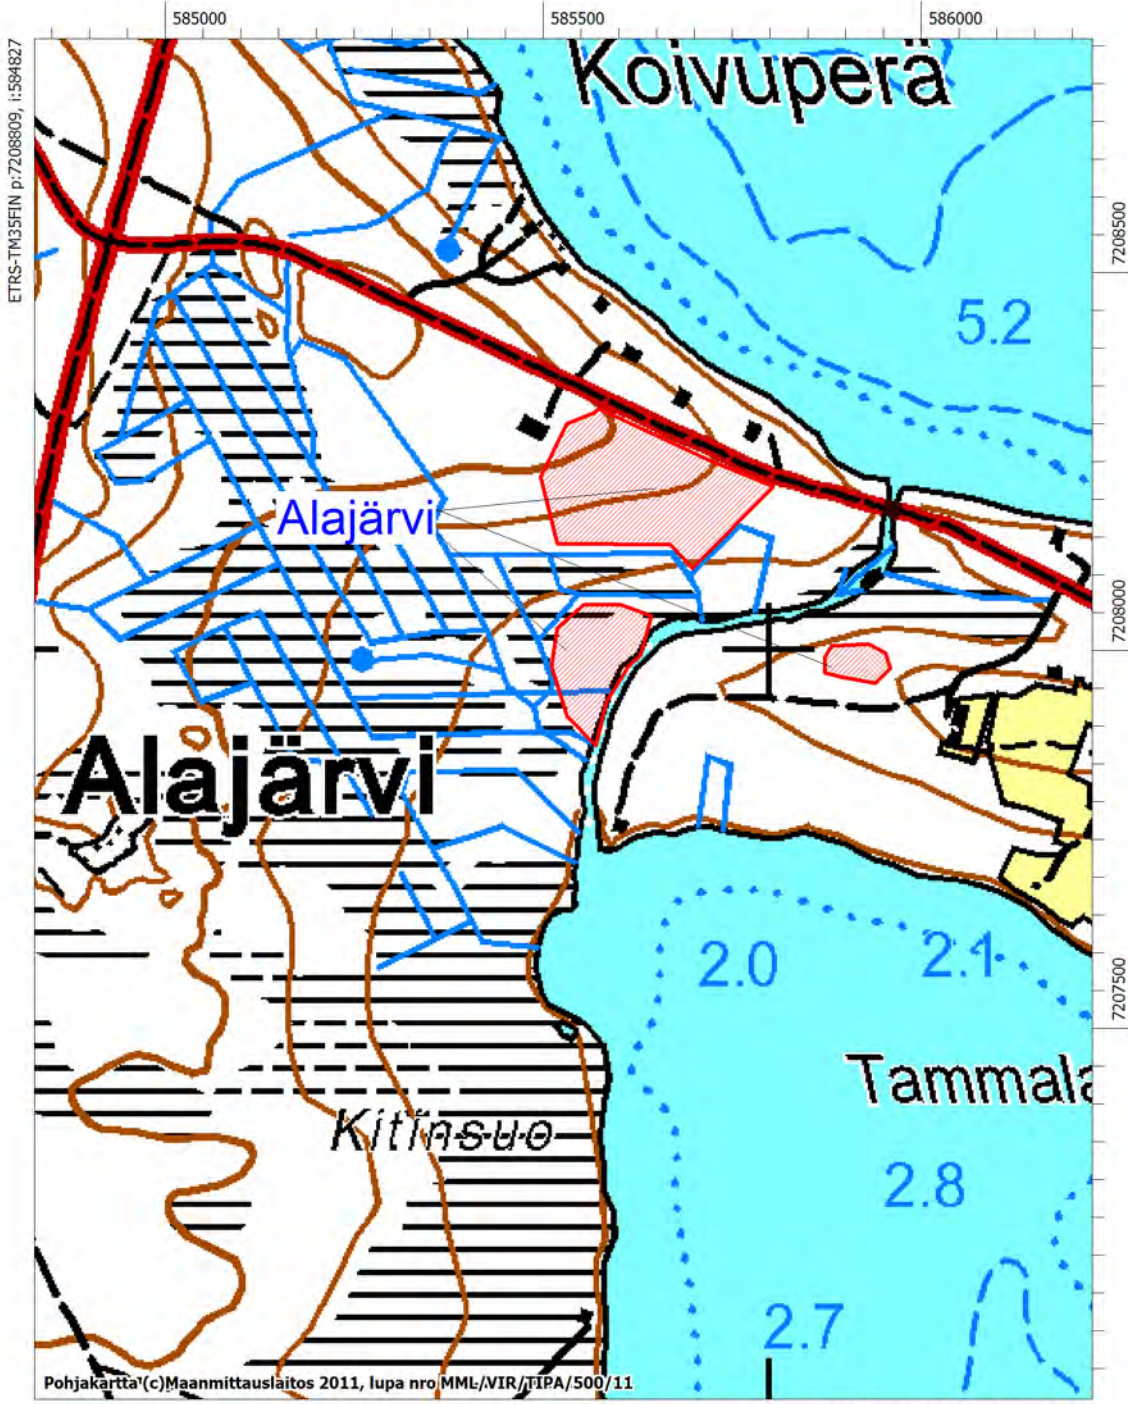 585000
585500
586000
ETRS-TM35FIN p:7208809, i:584827
Koivuperä
7208500
5.2
Alajärvi
7208000
Alajärvi
2.0
2.1
7207500
Tammala
Kitinsuo
2.8
2.7
Pohjakartta (c)Maanmittauslaitos 2011, lupa nro MML/VIR/TIPA/500/11